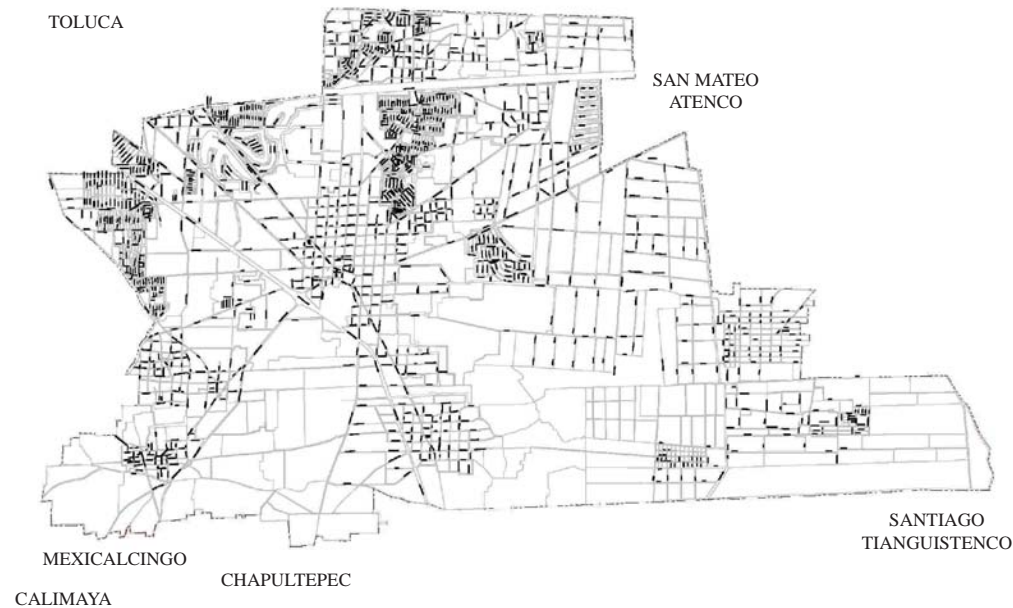 TOLUCA
SAN MATEO
ATENCO
SANTIAGO
TIANGUISTENCO
MEXICALCINGO
CHAPULTEPEC
CALIMAYA